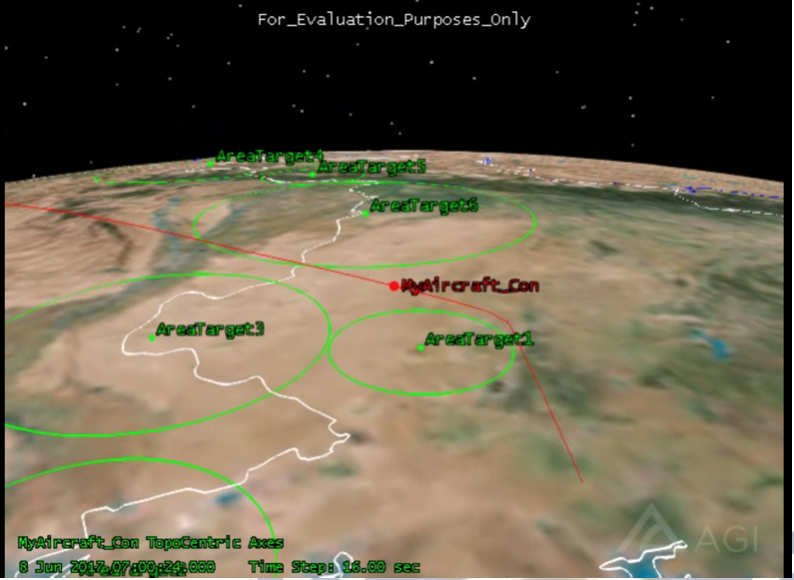 For_Evaluation_Purposes_Only
AreaTarget4
AreaTarget5
AreaTarget6
MyAircraft_Con
AreaTarget3
AreaTarget1
AGI
MyAircraft_Con TopoCentric Axes
8 Jun 2017 07:00:24.000 Time Step: 16.00 sec